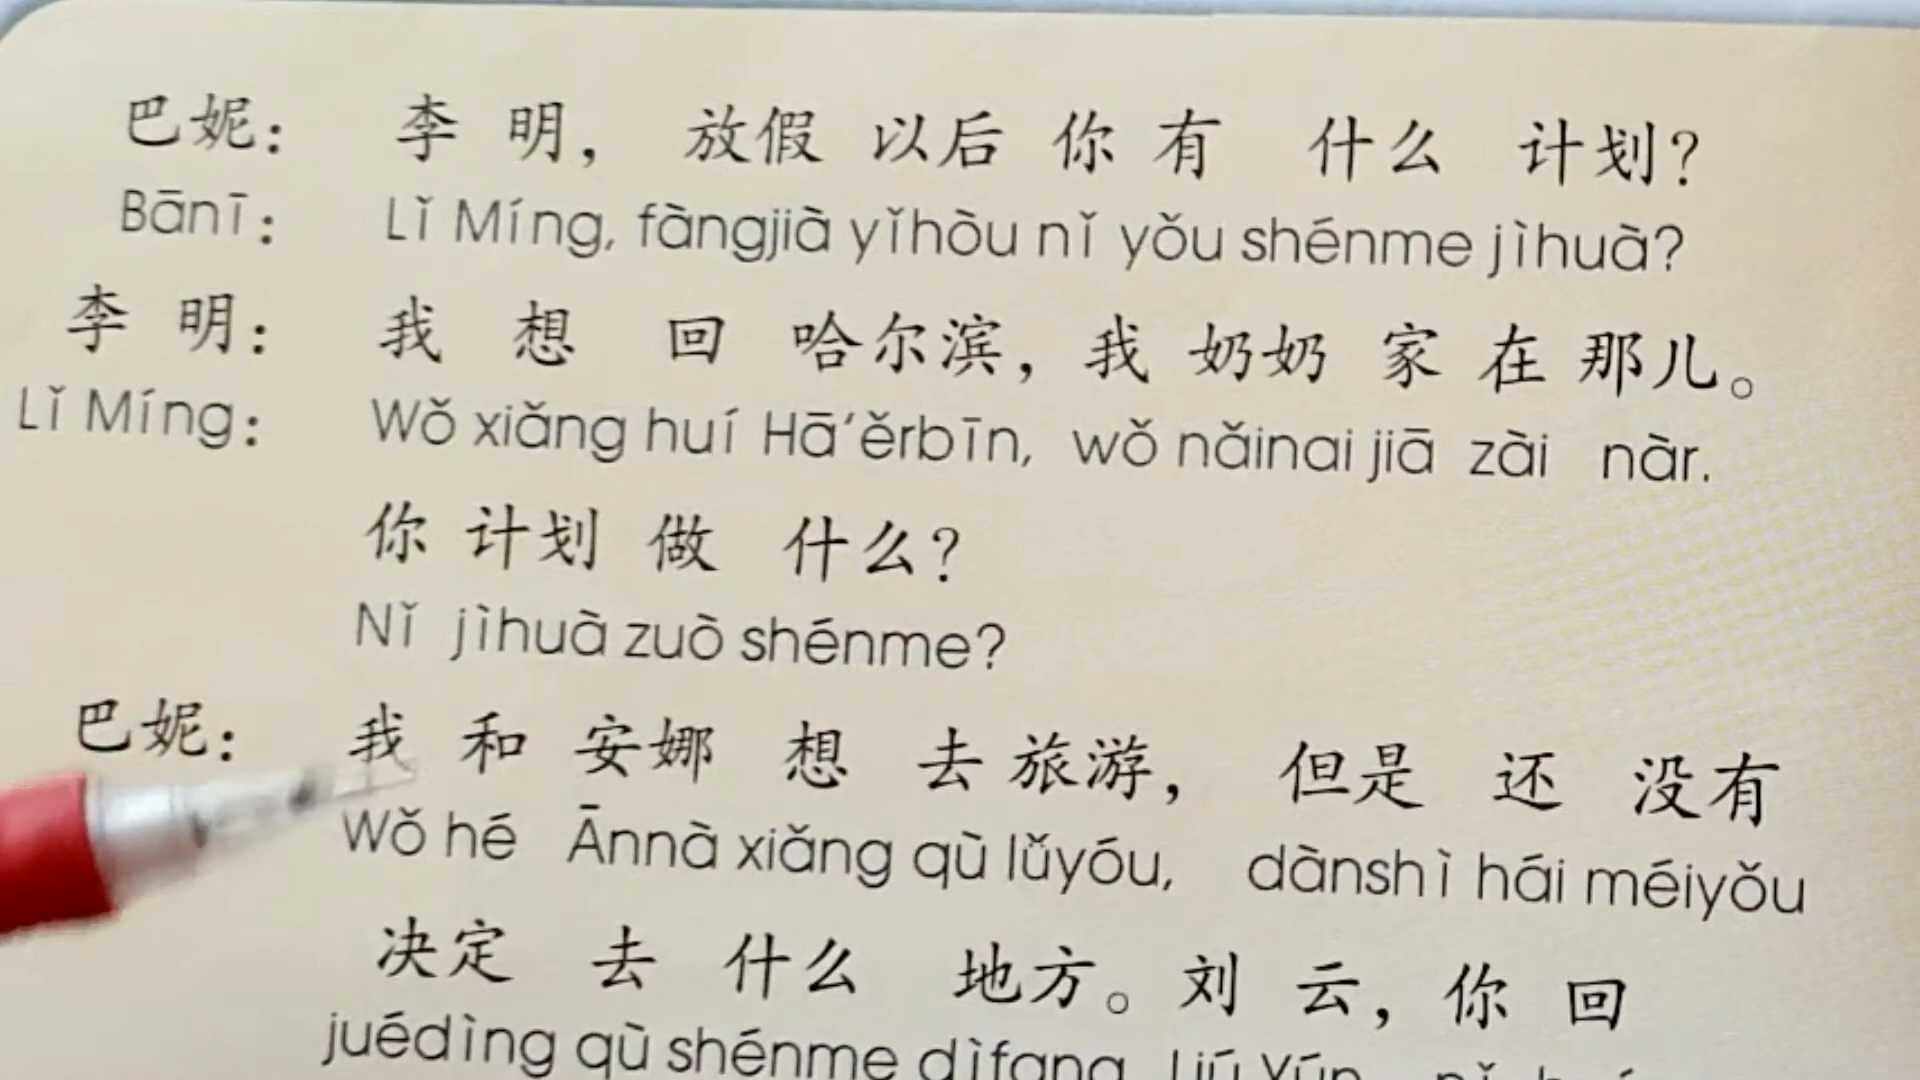 巴妮: 李明, 放假以后你有什么计划?
Bānī: Lǐ Míng, fàngjià yǐhòu nǐ yǒu shénme jìhuà?
李明: 我想回哈尔滨, 我奶奶家在那儿。
Lǐ Míng: Wǒ xiǎng huí Hā'ěrbīn, wǒ nǎinai jiā zài nàr.
你计划做什么?
Nǐ jìhuà zuò shénme?
巴妮: 我和安娜想去旅游, 但是还没有
Wǒ hé Ānnà xiǎng qù lǚyóu, dànshì hái méiyǒu
决定去什么地方。刘云, 你回
juédìng qù shénme dìfang Liú Yún nǐ